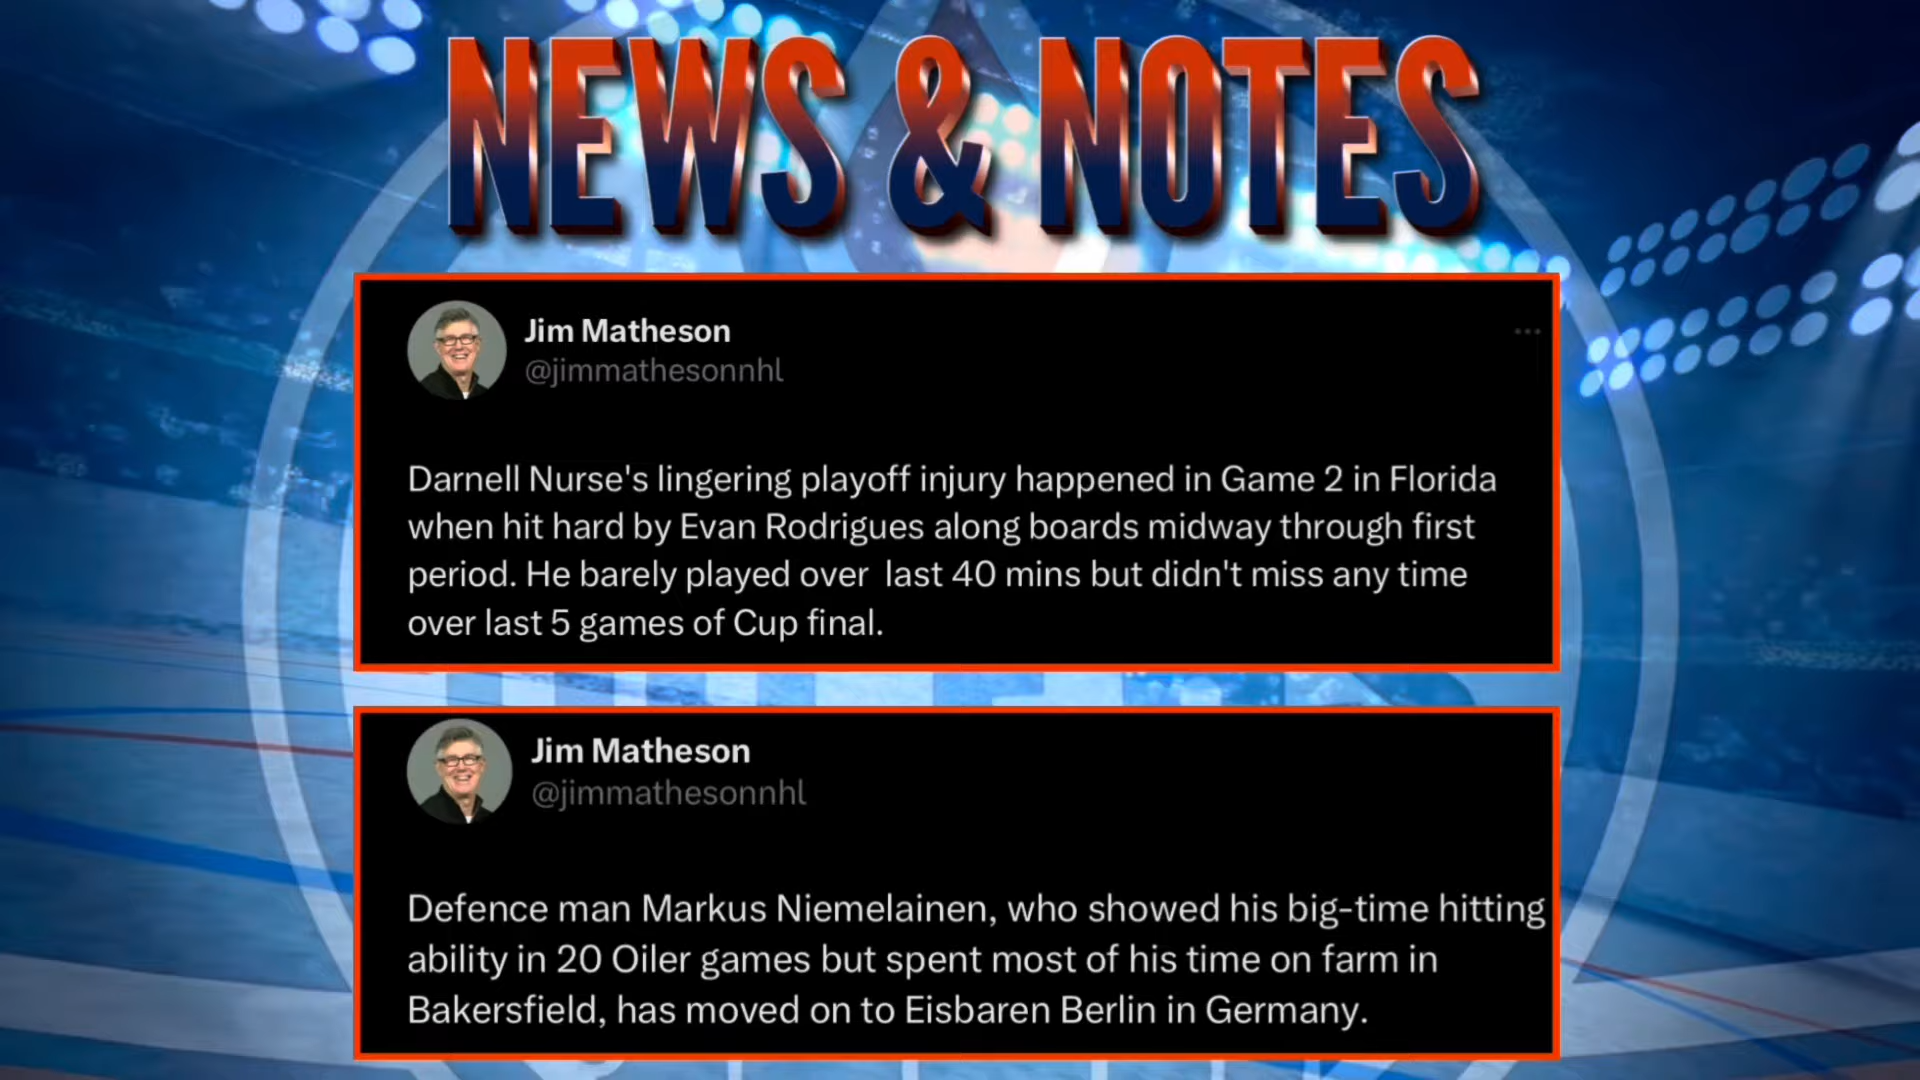 NEWS & NOTES
Jim Matheson
@jimmathesonnhl
Darnell Nurse's lingering playoff injury happened in Game 2 in Florida
when hit hard by Evan Rodrigues along boards midway through first
period. He barely played over last 40 mins but didn't miss any time
over last 5 games of Cup final.
Jim Matheson
@jimmathesonnhl
Defence man Markus Niemelainen, who showed his big-time hitting
ability in 20 Oiler games but spent most of his time on farm in
Bakersfield, has moved on to Eisbaren Berlin in Germany.